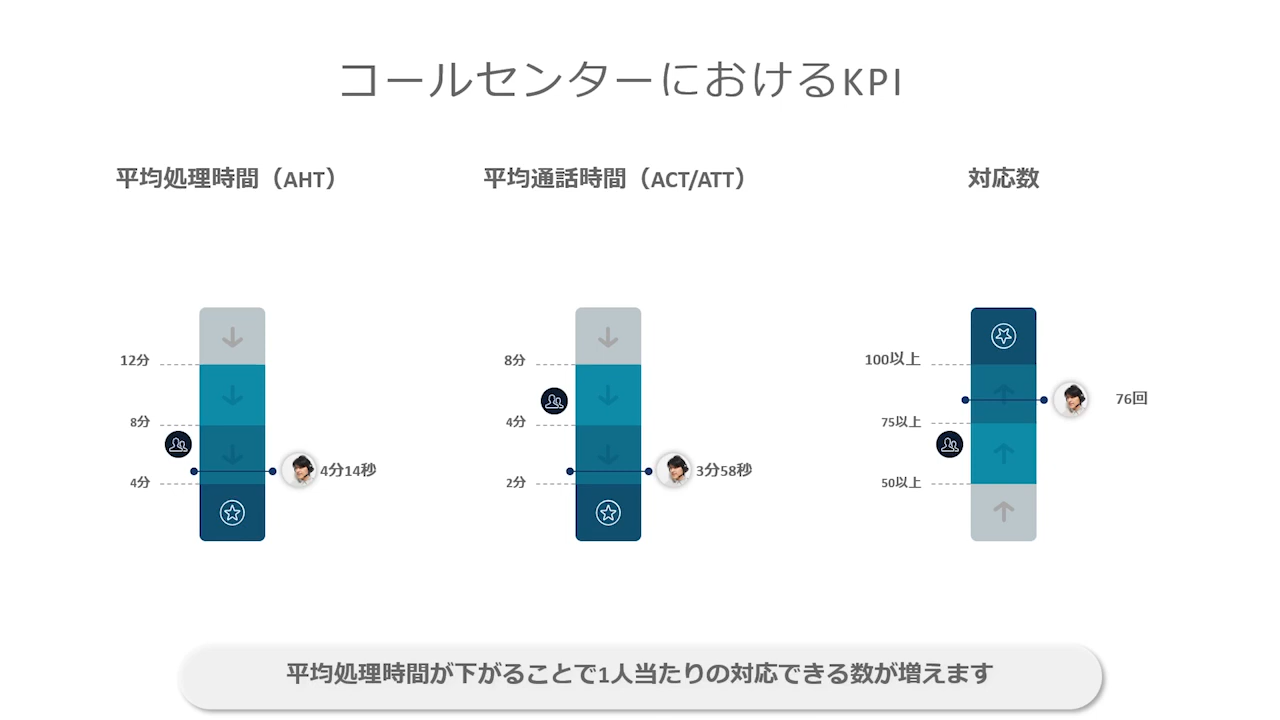 コールセンターにおけるKPI
平均処理時間（AHT）
12分
8分
4分
4分14秒
平均通話時間（ACT/ATT）
8分
4分
2分
3分58秒
対応数
100以上
75以上
50以上
76回
平均処理時間が下がることで1人当たりの対応できる数が増えます